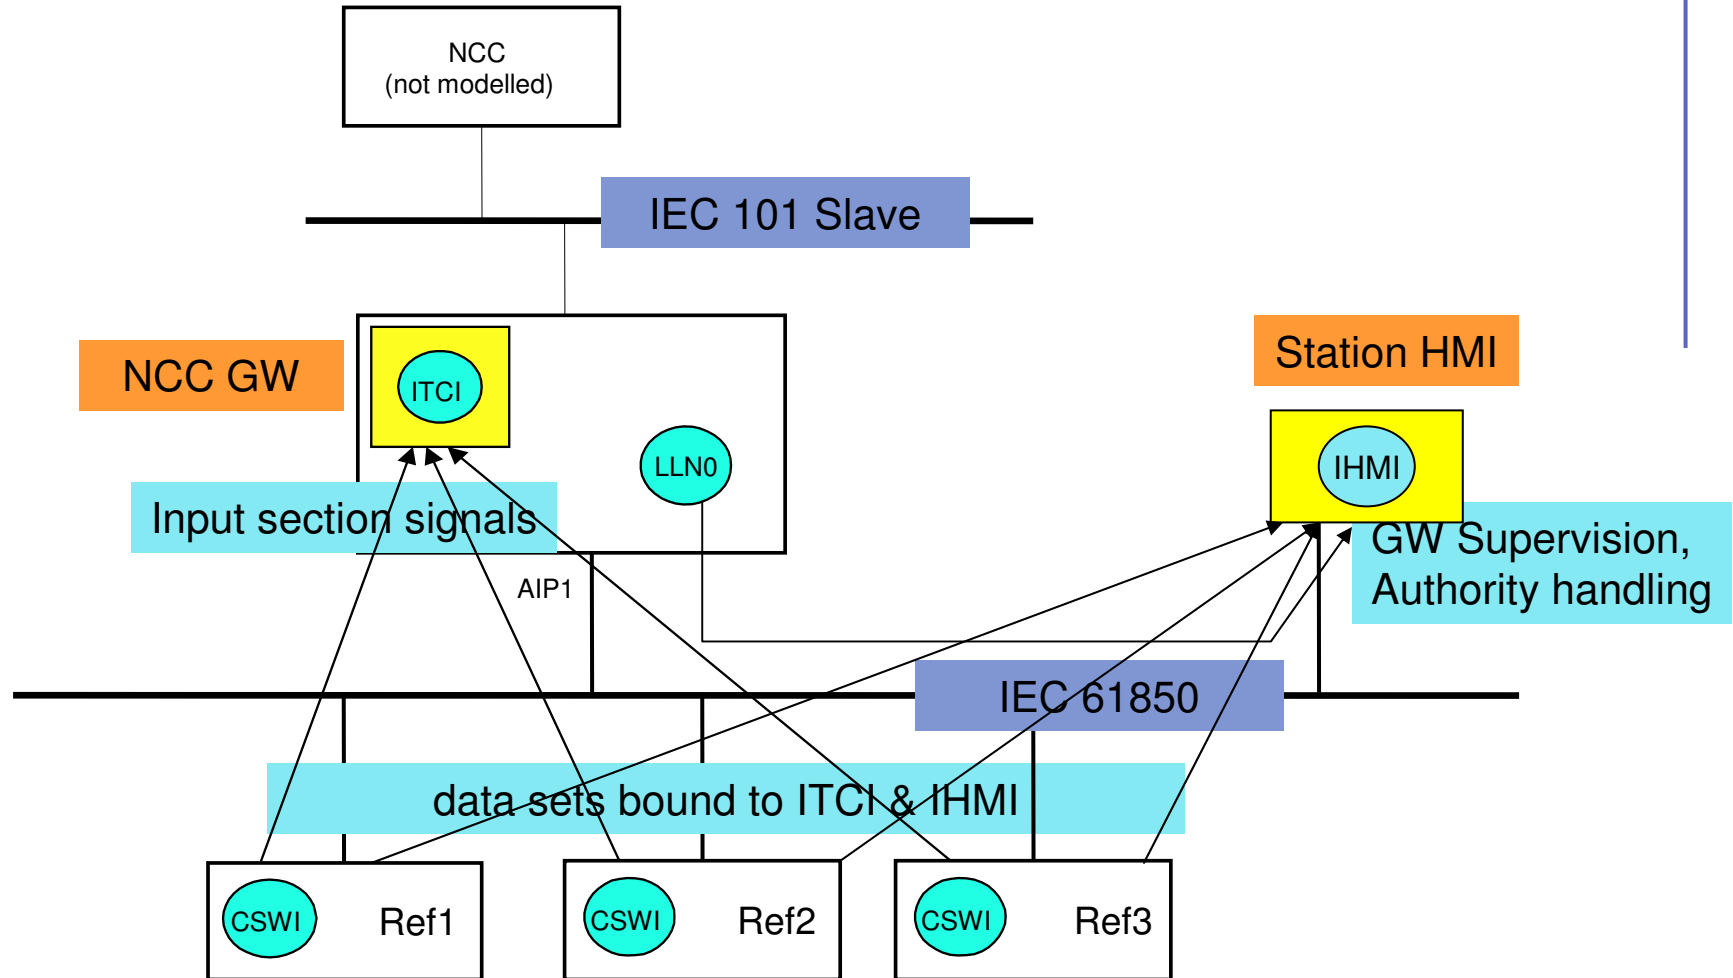 NCC
(not modelled)
IEC 101 Slave
NCC GW
ITCI
Station HMI
LLN0
IHMI
Input section signals
GW Supervision,
Authority handling
AIP1
IEC 61850
data sets bound to ITCI & IHMI
CSWI
Ref1
CSWI
Ref2
CSWI
Ref3